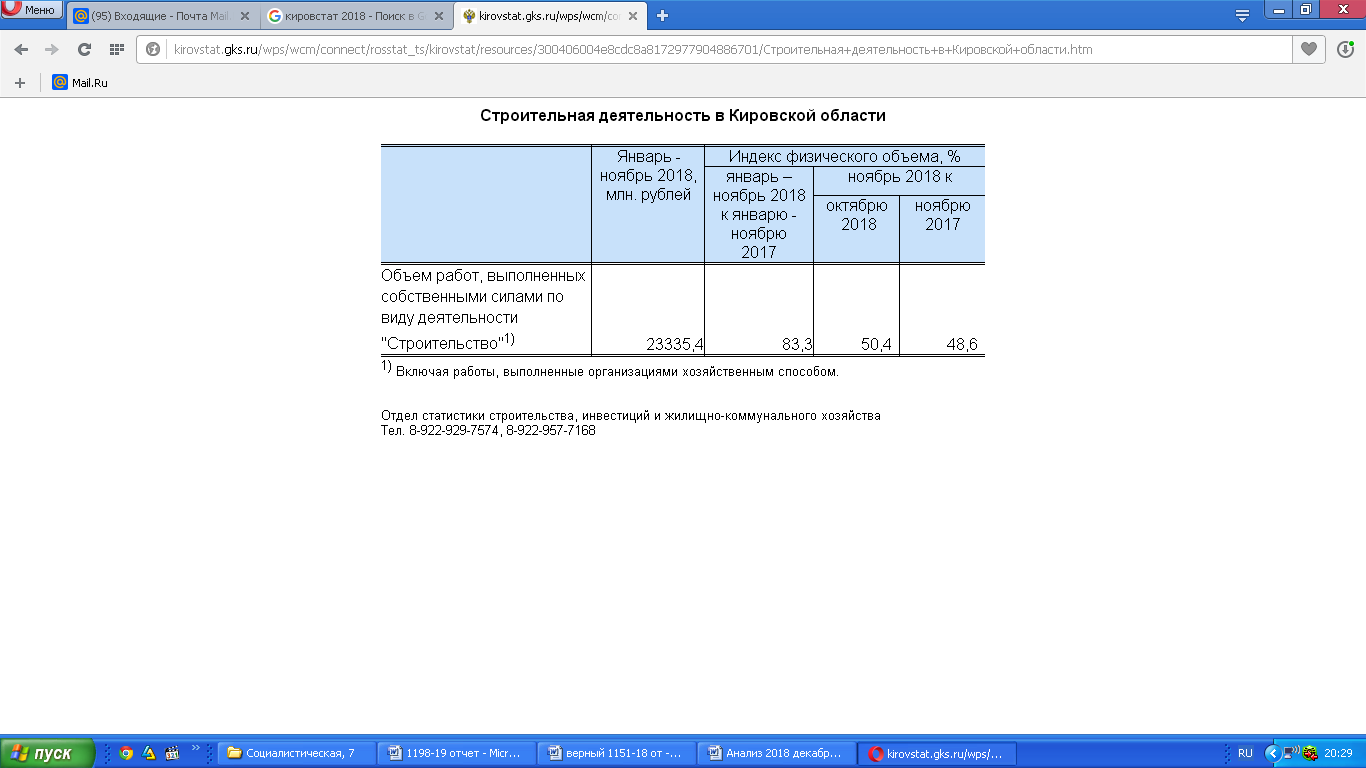 Меню
(95) Входящие - Почта Mail.
кировстат 2018 - Поиск в G
kirovstat.gks.ru/wps/wcm/co
kirovstat.gks.ru/wps/wcm/connect/rosstat_ts/kirovstat/resources/300406004e8cdc8a8172977904886701/Строительная+деятельность+в+Кировской+области.htm
Mail.Ru
Строительная деятельность в Кировской области
Январь -
ноябрь 2018,
млн. рублей
Индекс физического объема, %
январь –
ноябрь 2018
к январю -
ноябрю
2017
ноябрь 2018 к
октябрю
2018
ноябрю
2017
Объем работ, выполненных
собственными силами по
виду деятельности
"Строительство"1) 23335,4 83,3 50,4 48,6
1) Включая работы, выполненные организациями хозяйственным способом.
Отдел статистики строительства, инвестиций и жилищно-коммунального хозяйства
Тел. 8-922-929-7574, 8-922-957-7168
пуск
Социалистическая, 7
1198-19 отчет - Micr...
верный 1151-18 от -...
Анализ 2018 декабр...
kirovstat.gks.ru/wps/...
RU
20:29